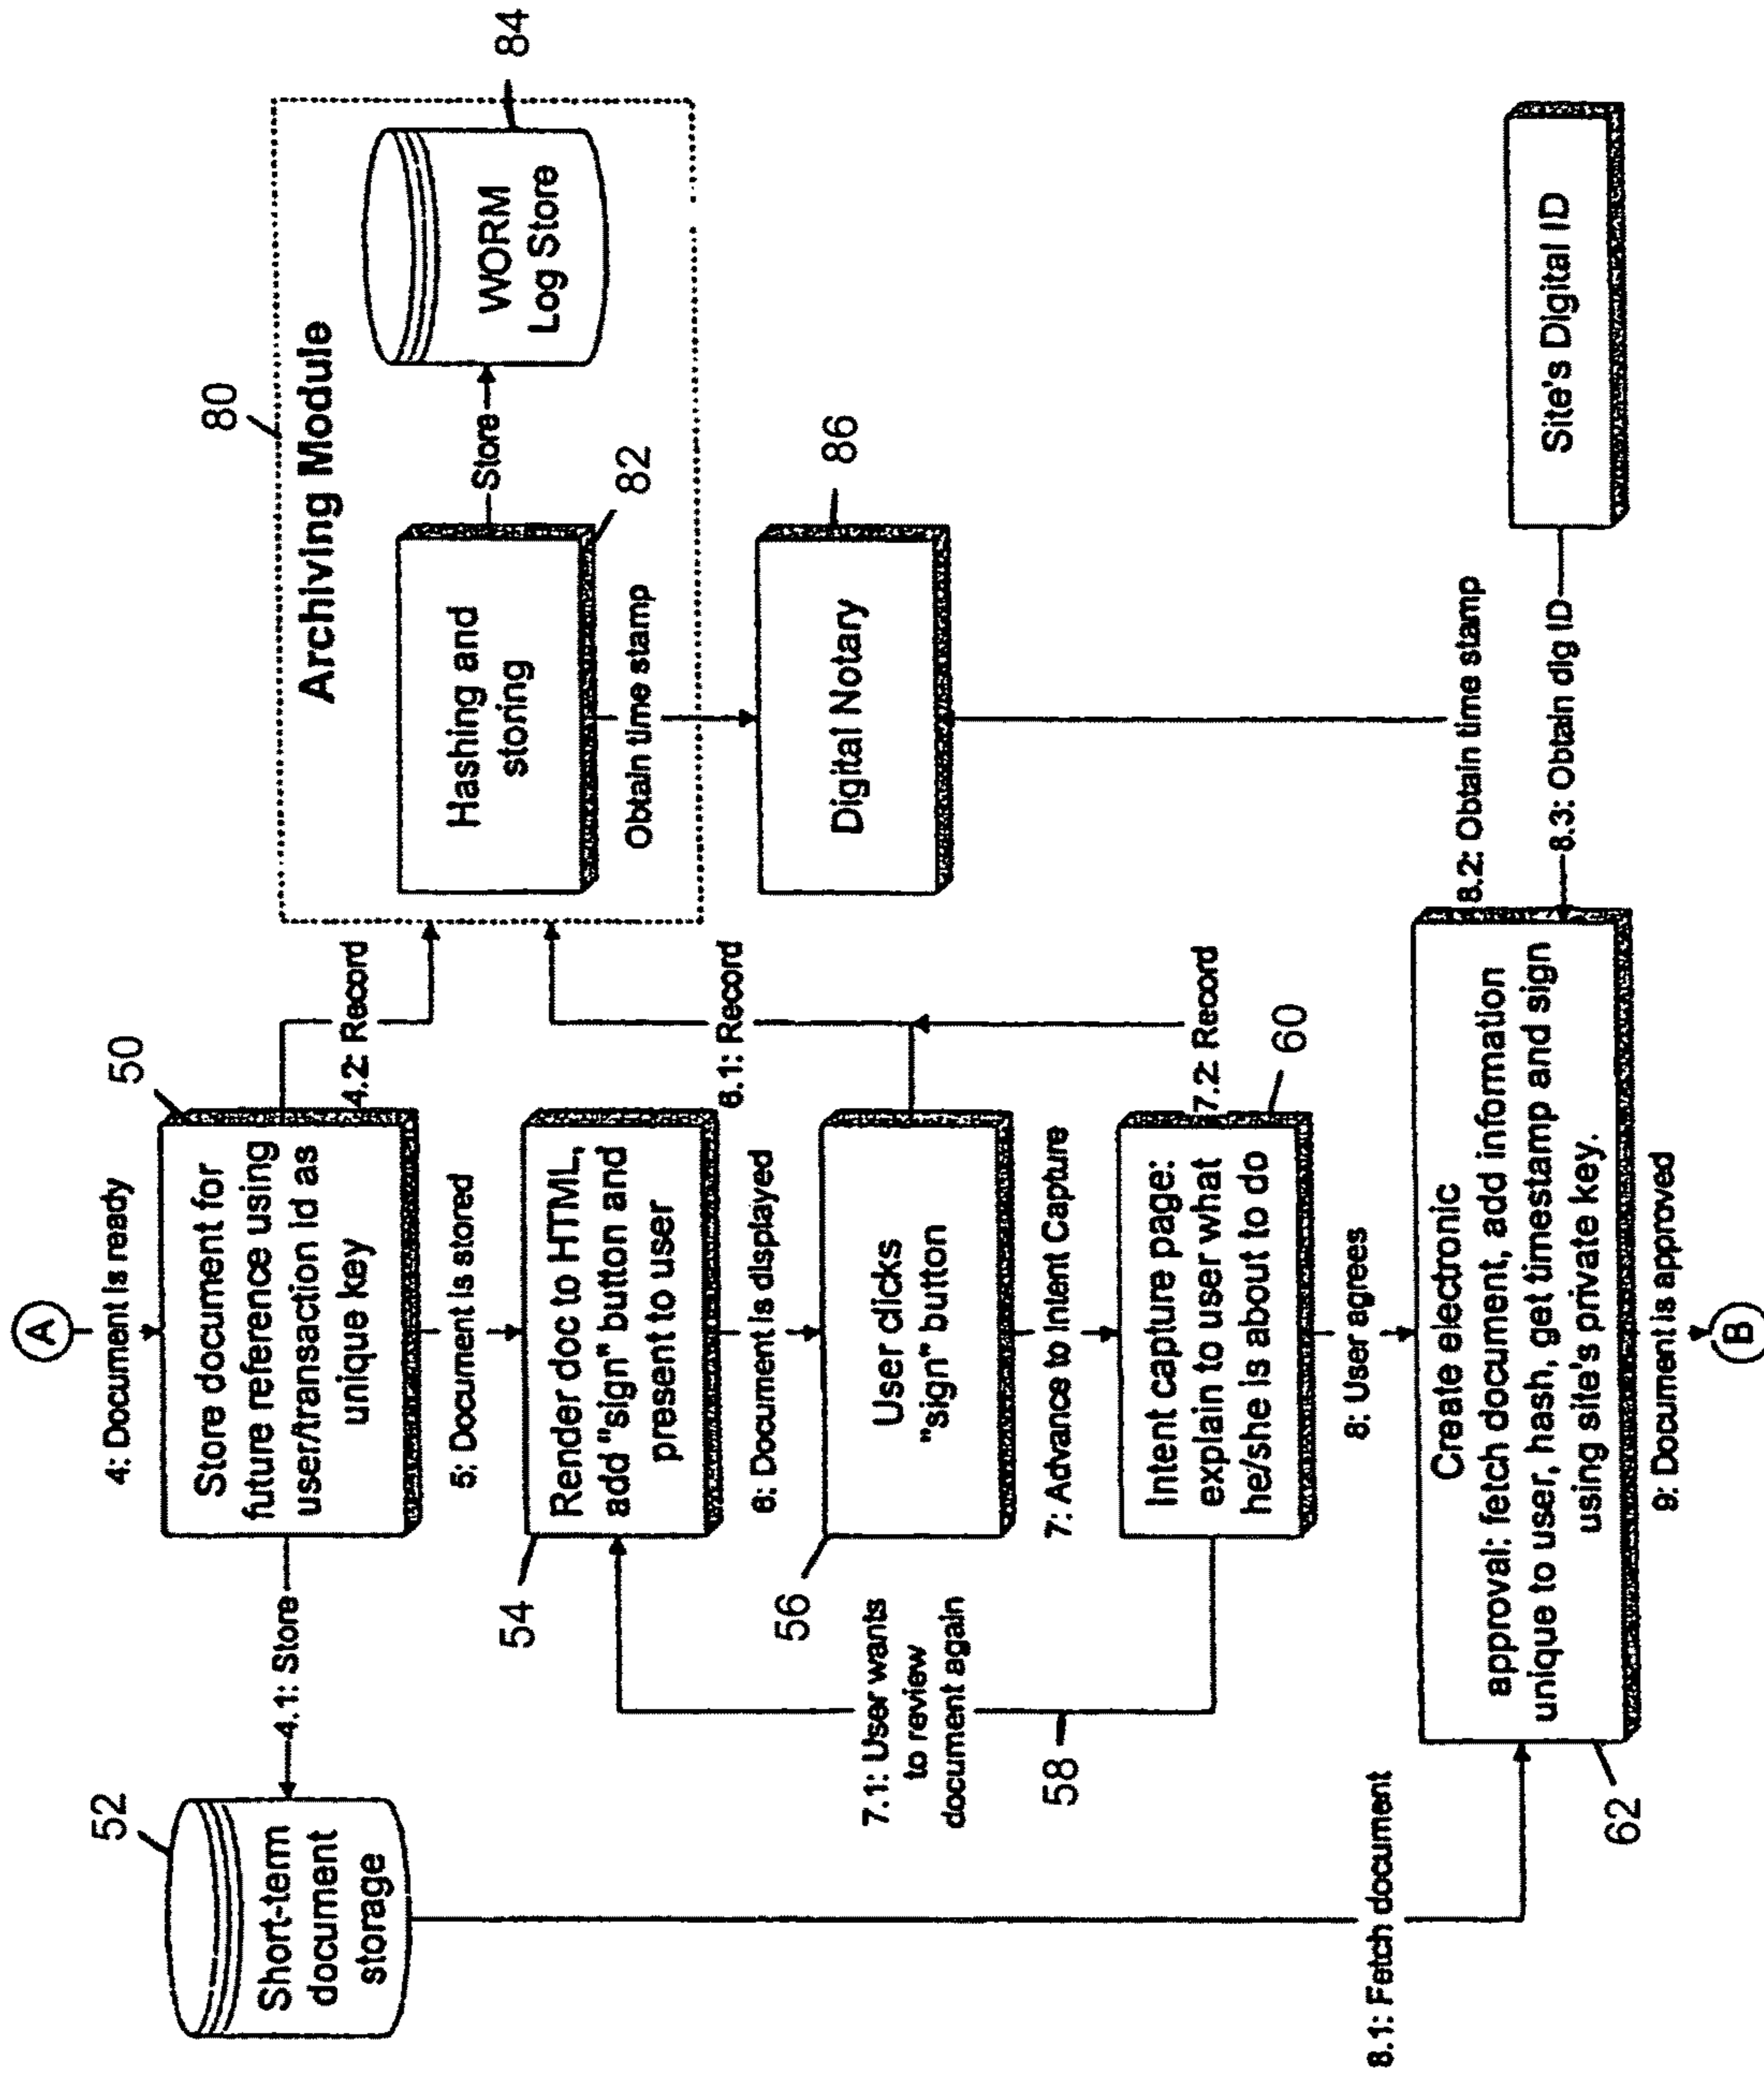 A
4: Document is ready
50
Store document for
future reference using
user/transaction id as
unique key
4.1: Store
52
Short-tem
document
storage
4.2: Record
80
Archiving Module
Hashing and
storing
82
Store
WORM
Log Store
84
Obtain time stamp
5: Document is stored
54
Render doc to HTML,
add "sign" button and
present to user
6.1: Record
Digital Notary
86
6: Document is displayed
56
User clicks
"sign" button
7.1: User wants
to review
document again
58
7: Advance to Intent Capture
7.2: Record
60
Intent capture page:
explain to user what
he/she is about to do
8: User agrees
8.1: Fetch document
8.2: Obtain time stamp
8.3: Obtain dig ID
Site's Digital ID
62
Create electronic
approval: fetch document, add information
unique to user, hash, get timestamp and sign
using site's private key.
9: Document is approved
B